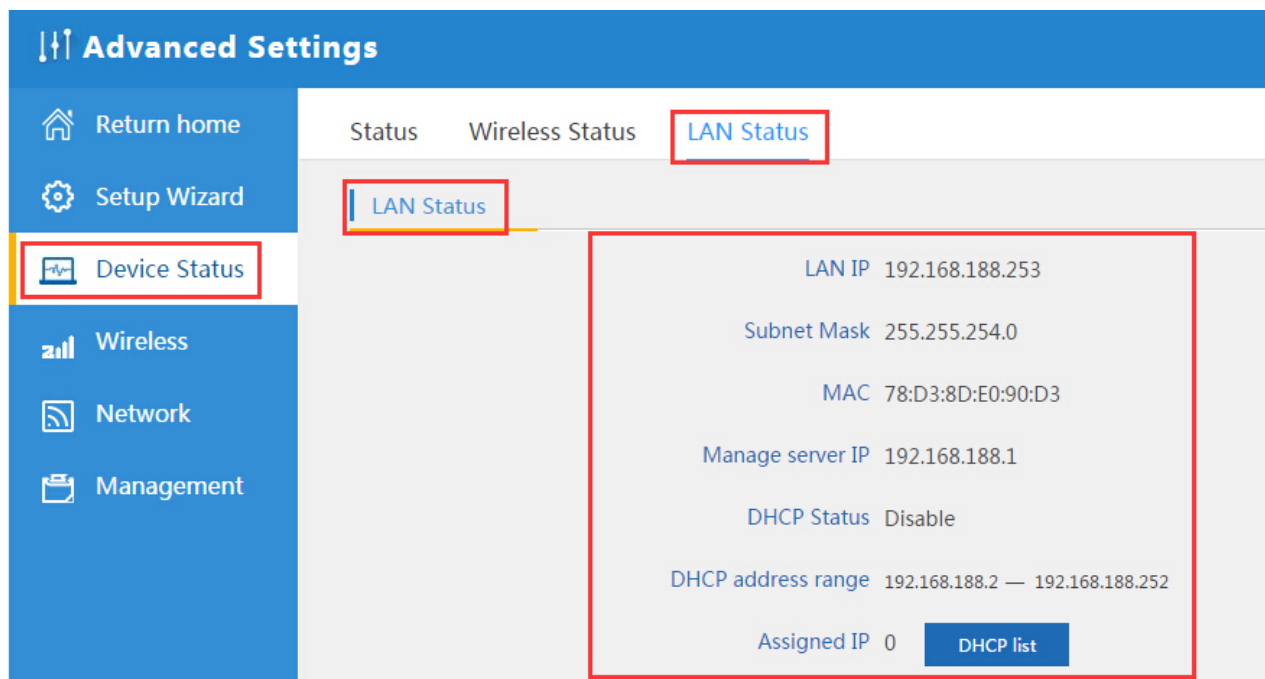 Advanced Settings
Return home
Setup Wizard
Device Status
Wireless
Network
Management
Status Wireless Status LAN Status
LAN Status
LAN IP 192.168.188.253
Subnet Mask 255.255.254.0
MAC 78:D3:8D:E0:90:D3
Manage server IP 192.168.188.1
DHCP Status Disable
DHCP address range 192.168.188.2 — 192.168.188.252
Assigned IP 0 DHCP list